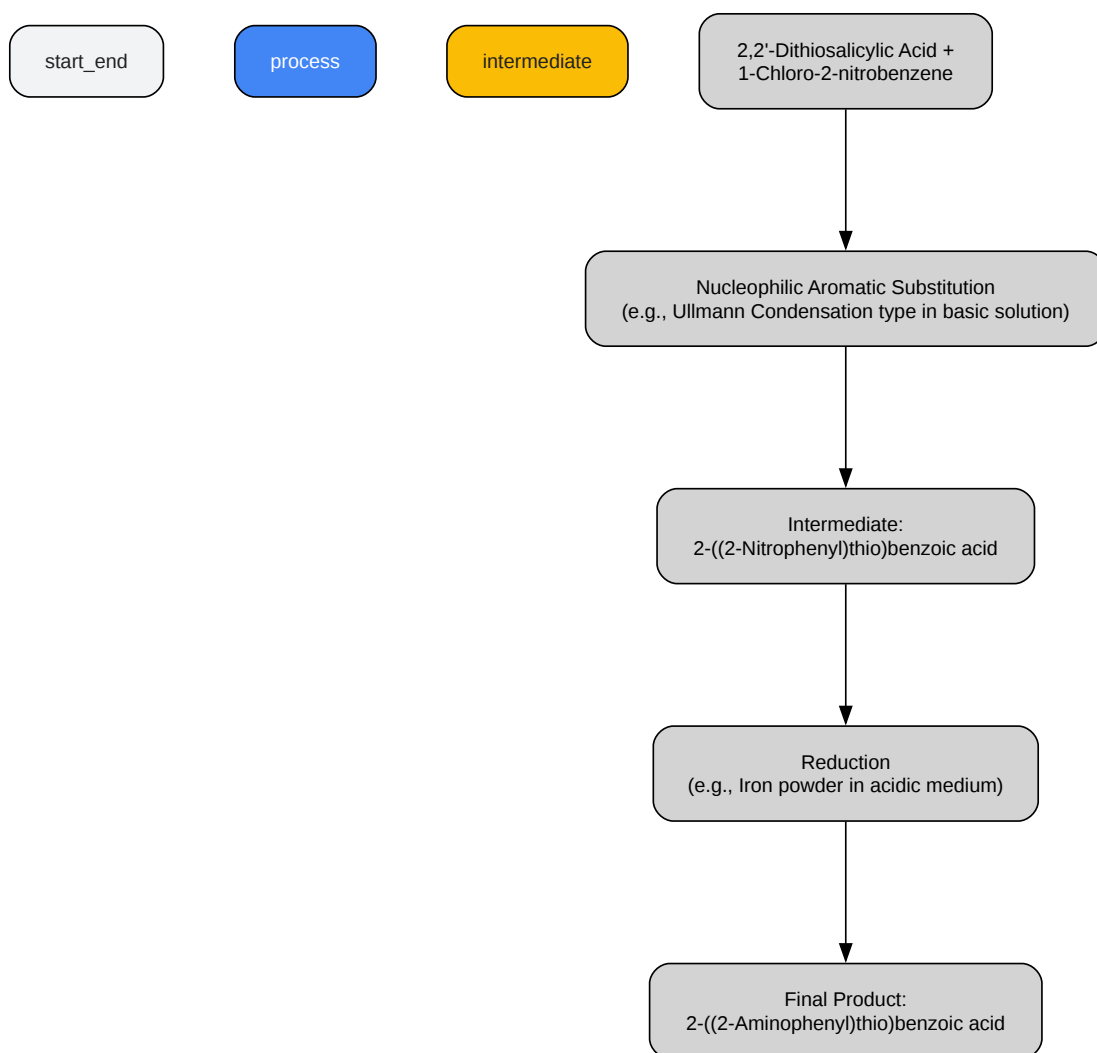 start_end
process
intermediate
2,2'-Dithiosalicylic Acid +
1-Chloro-2-nitrobenzene
Nucleophilic Aromatic Substitution
(e.g., Ullmann Condensation type in basic solution)
Intermediate:
2-((2-Nitrophenyl)thio)benzoic acid
Reduction
(e.g., Iron powder in acidic medium)
Final Product:
2-((2-Aminophenyl)thio)benzoic acid